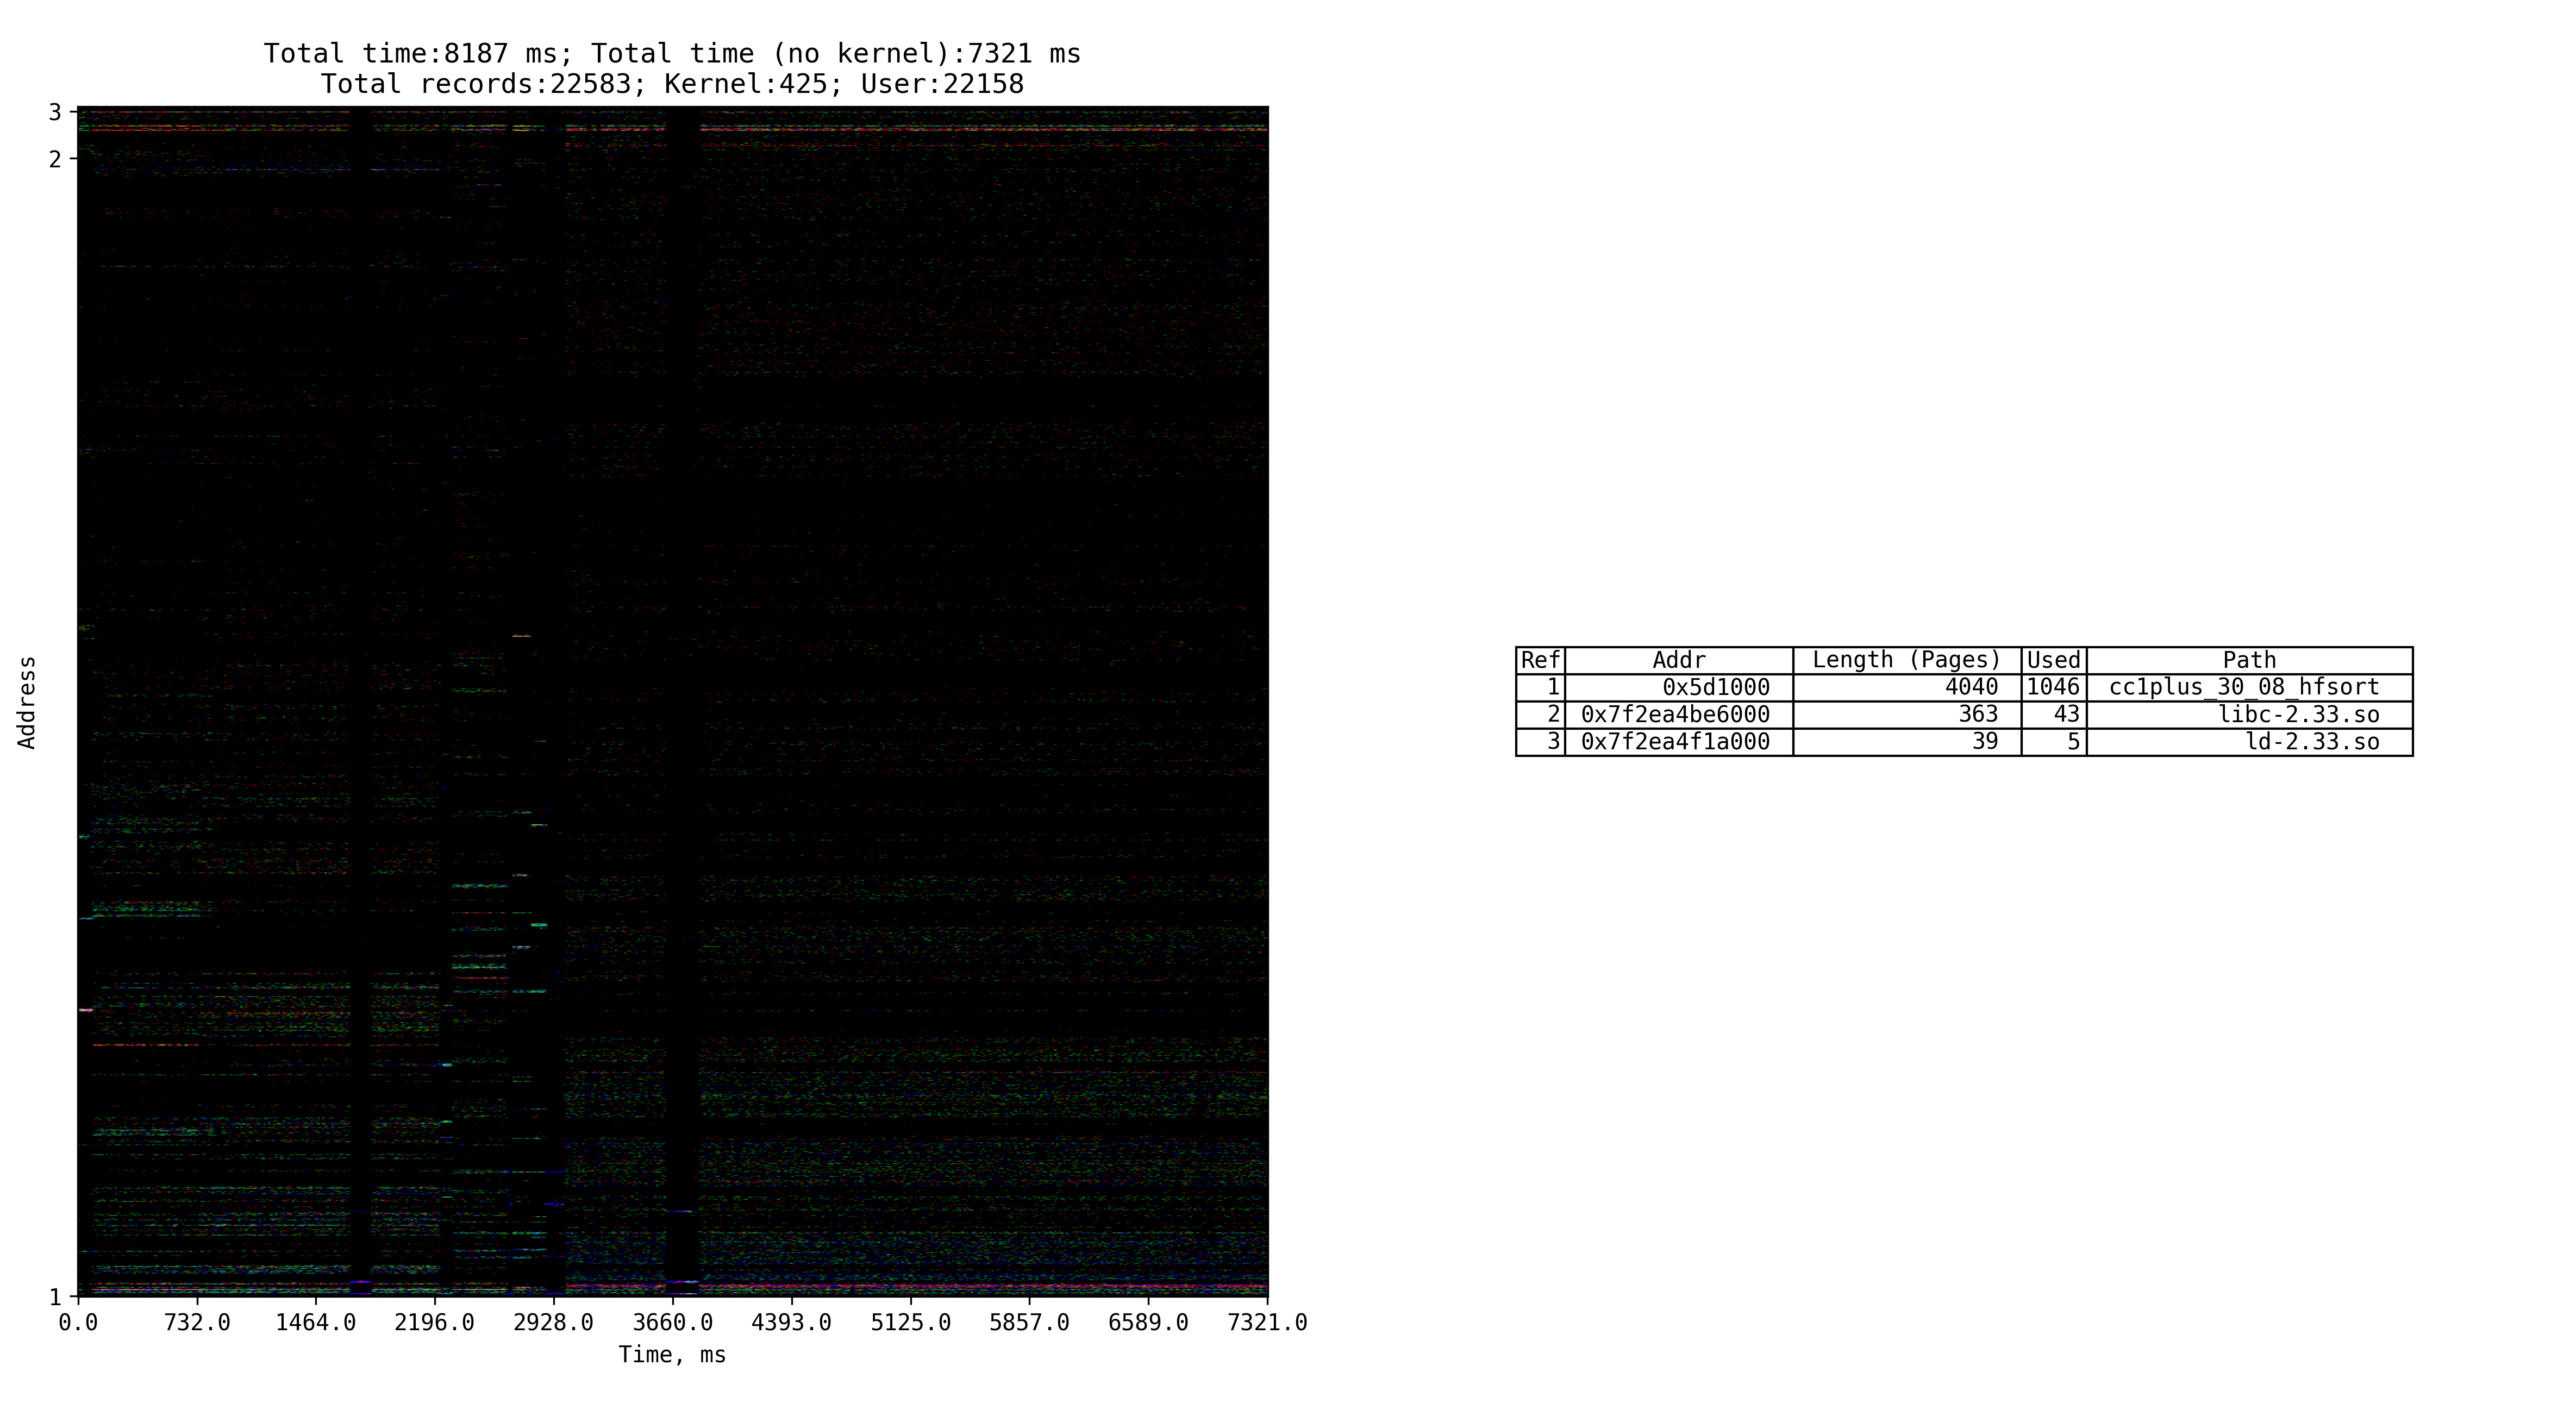 Total time:8187 ms; Total time (no kernel):7321 ms
Total records:22583; Kernel:425; User:22158
3
2
1
Address
0.0 732.0 1464.0 2196.0 2928.0 3660.0 4393.0 5125.0 5857.0 6589.0 7321.0
Time, ms
Ref Addr Length (Pages) Used Path
1 0x5d1000 4040 1046 cc1plus_30_08_hfsort
2 0x7f2ea4be6000 363 43 libc-2.33.so
3 0x7f2ea4f1a000 39 5 ld-2.33.so